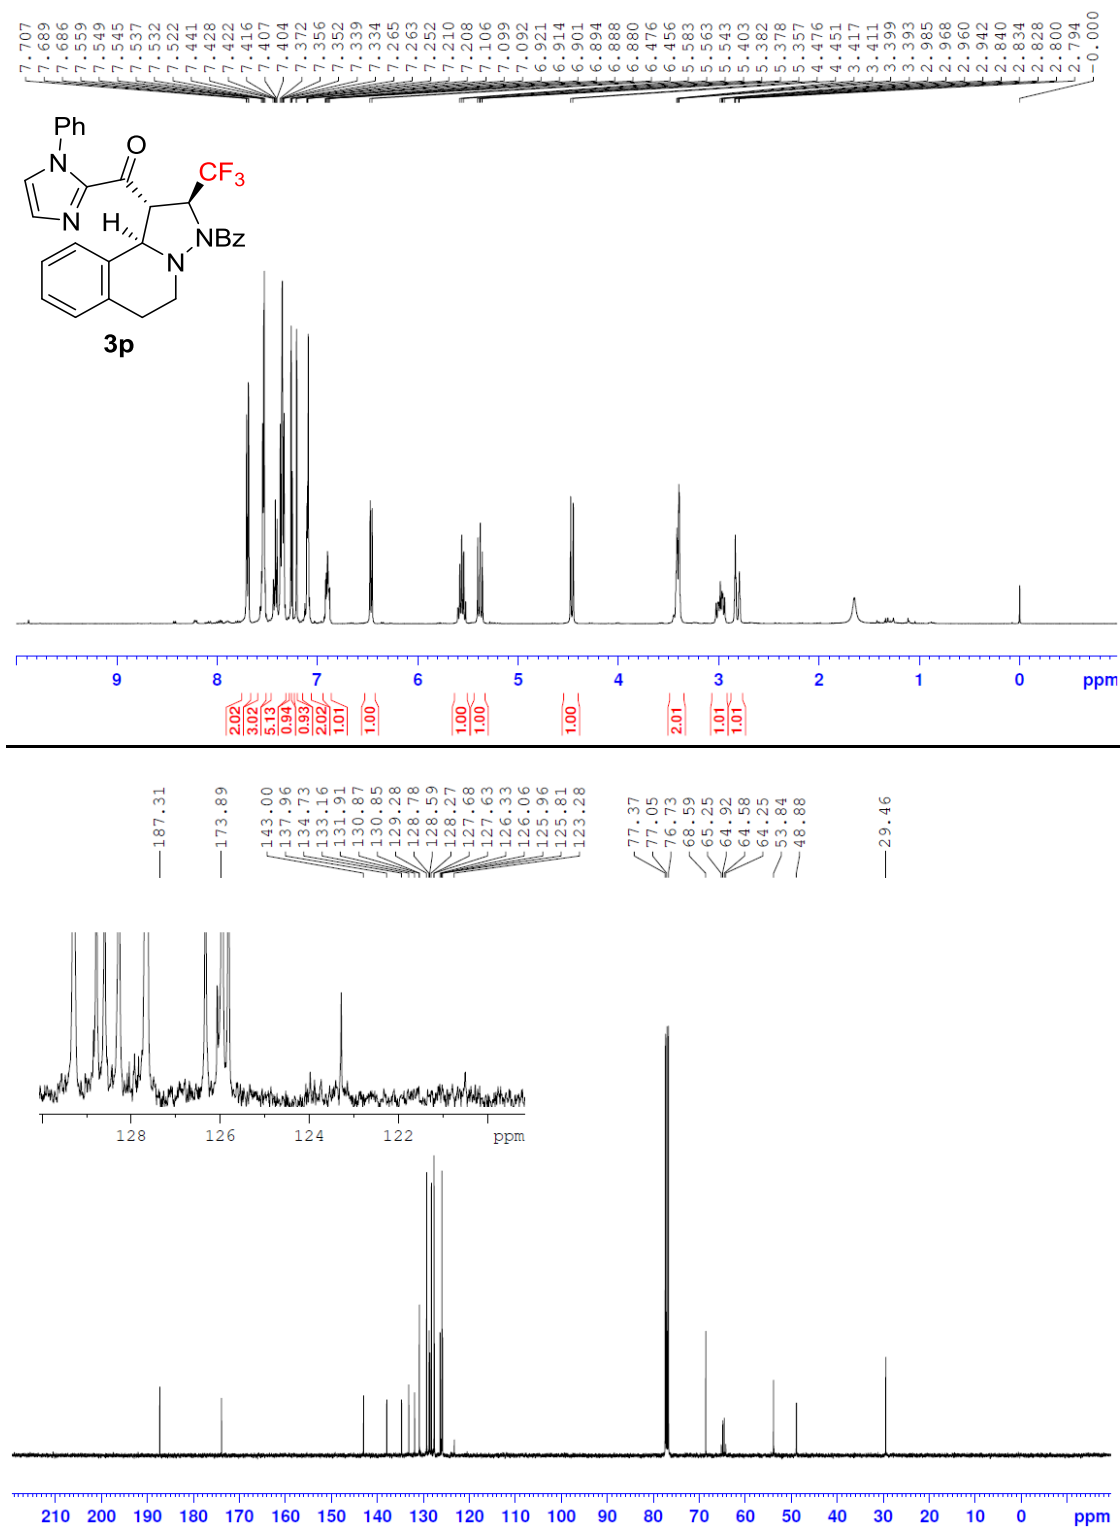 7.707 7.689 7.686 7.559 7.549 7.545 7.537 7.532 7.522 7.441 7.428 7.422 7.416 7.407 7.404 7.372 7.356 7.352 7.339 7.334 7.265 7.263 7.252 7.210 7.208 7.106 7.099 7.092 6.921 6.914 6.901 6.894 6.888 6.880 6.476 6.456 5.583 5.563 5.543 5.403 5.382 5.378 5.357 4.476 4.451 3.417 3.411 3.399 3.393 2.985 2.968 2.960 2.942 2.840 2.834 2.828 2.800 2.794 -0.000
Ph
N
O
CF3
N
H
NBz
N
3p
9 8 7 6 5 4 3 2 1 0 ppm
2.02 3.02 5.13 0.94 0.93 2.02 1.01 1.00 1.00 1.00 1.00 2.01 1.01 1.01
187.31 173.89 143.00 137.96 134.73 133.16 131.91 130.87 130.85 129.28 128.78 128.59 128.27 127.68 127.63 126.33 126.06 125.96 125.81 123.28 77.37 77.05 76.73 68.59 65.25 64.92 64.58 64.25 53.84 48.88 29.46
128 126 124 122 ppm
210 200 190 180 170 160 150 140 130 120 110 100 90 80 70 60 50 40 30 20 10 0 ppm